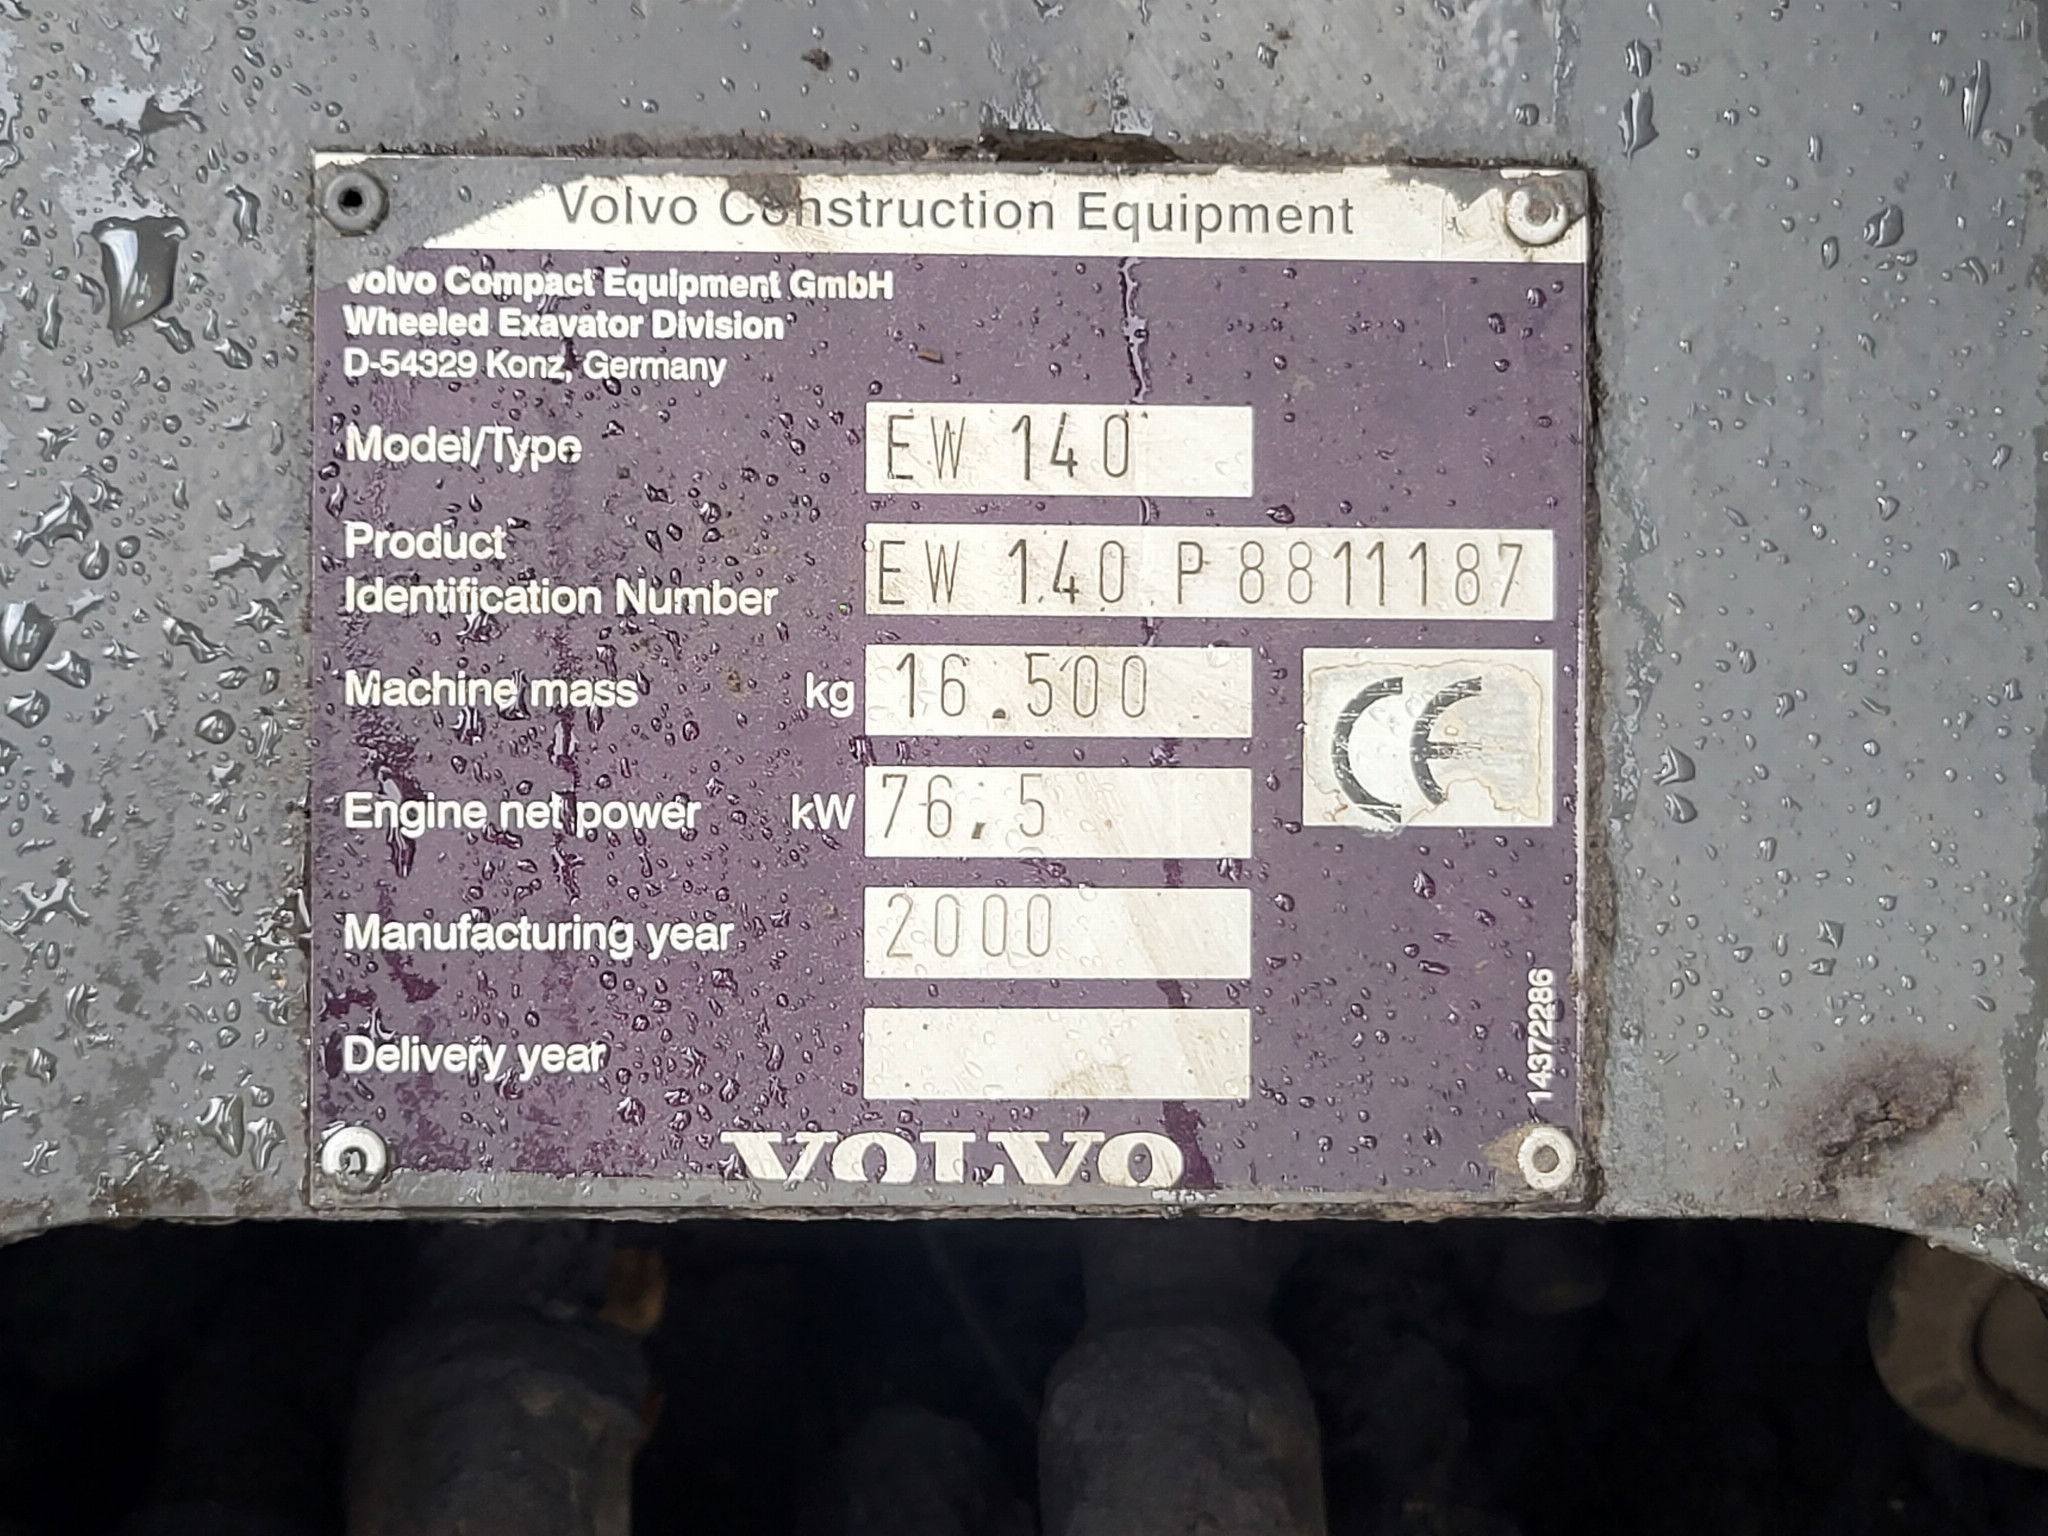 Volvo Construction Equipment
Volvo Compact Equipment GmbH
Wheeled Exavator Division
D-54329 Konz, Germany
Model/Type EW 140
Product
Identification Number EW 140 P8811187
Machine mass kg 16.500
Engine net power kW 76.5
CE
Manufacturing year 2000
Delivery year
14372286
VOLVO